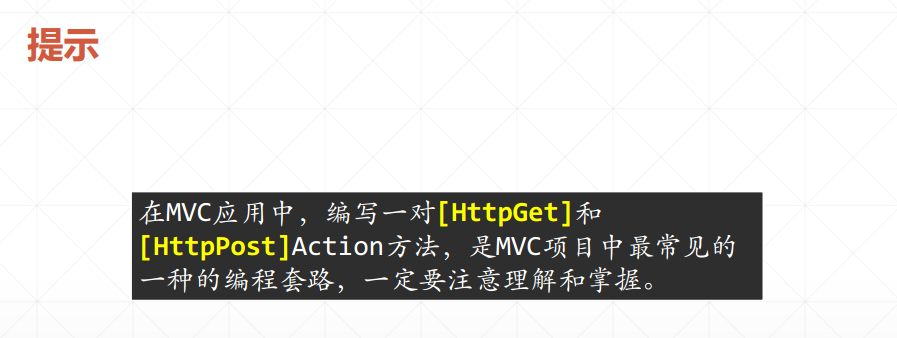 提示
在MVC应用中，编写一对[HttpGet]和
[HttpPost]Action方法，是MVC项目中最常见的
一种的编程套路，一定要注意理解和掌握。